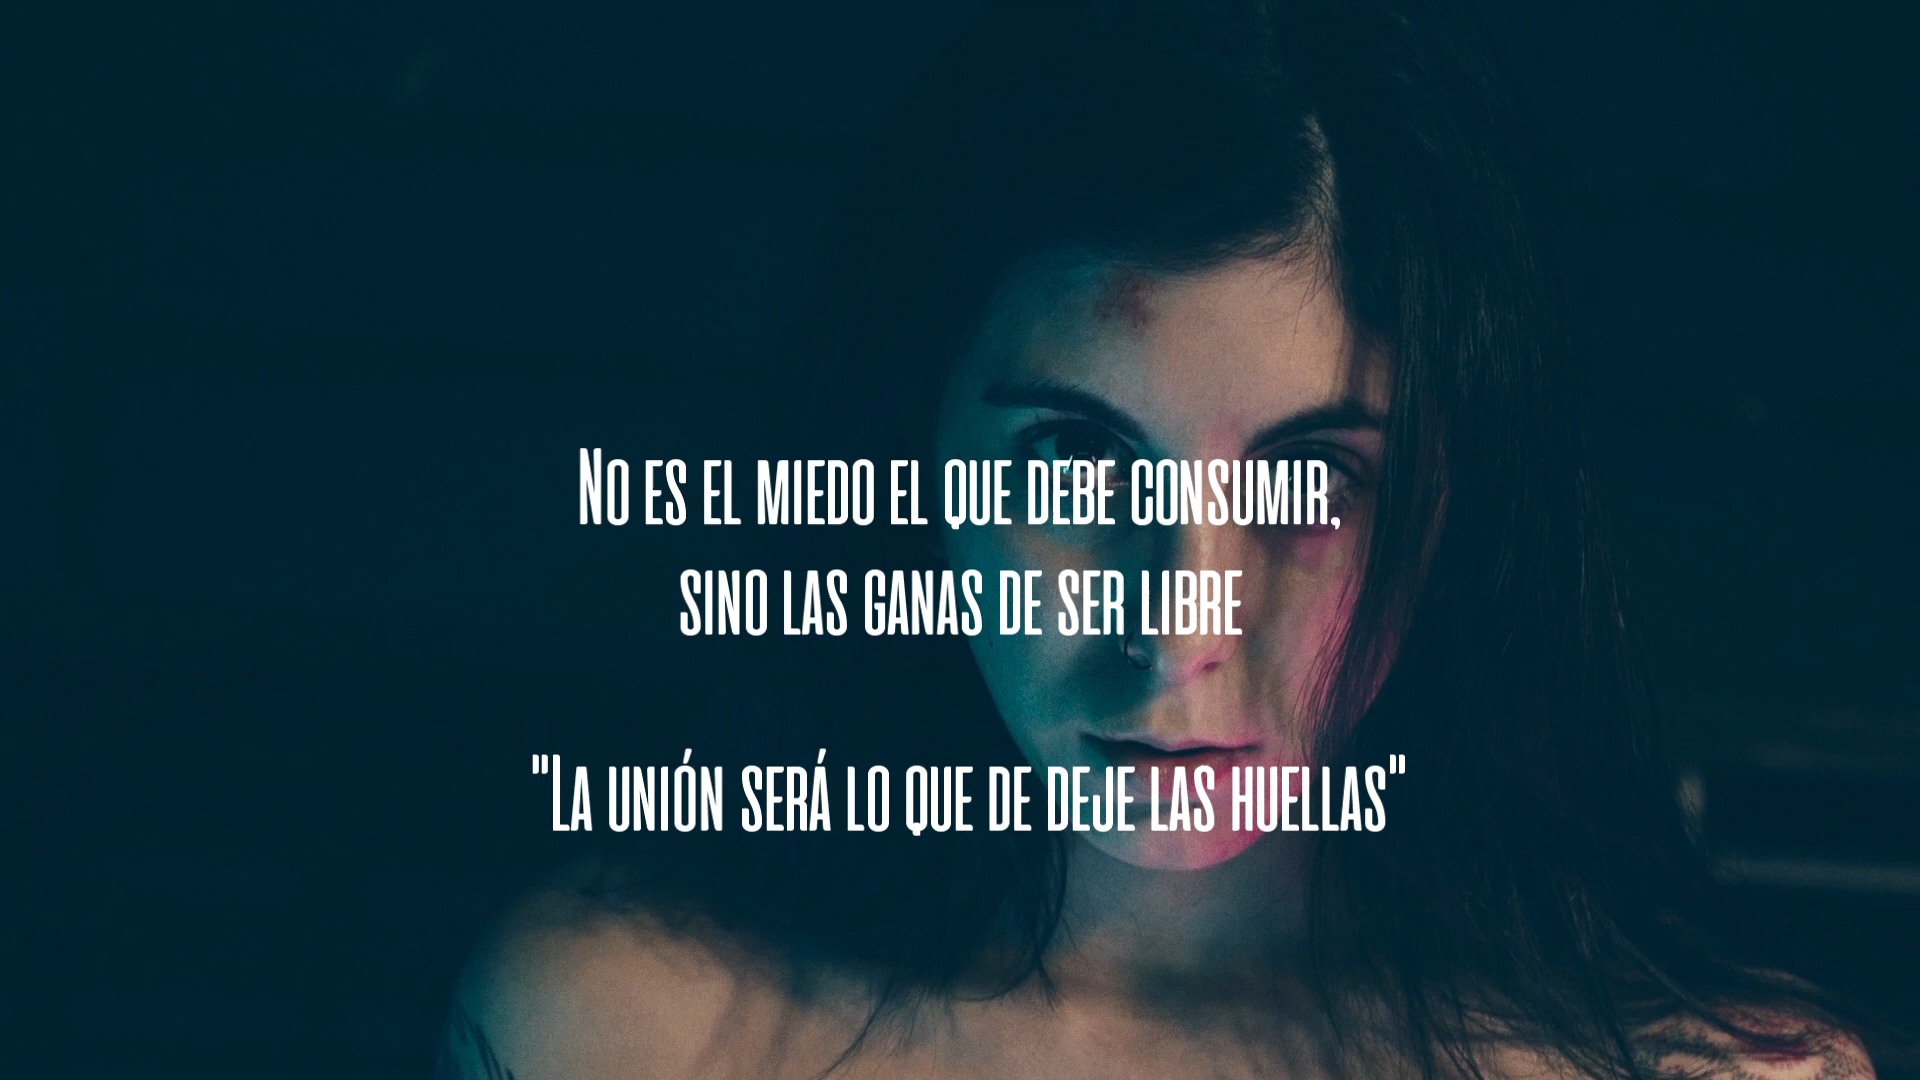 No es el miedo el que debe consumir,
sino las ganas de ser libre
"La unión será lo que de deje las huellas"